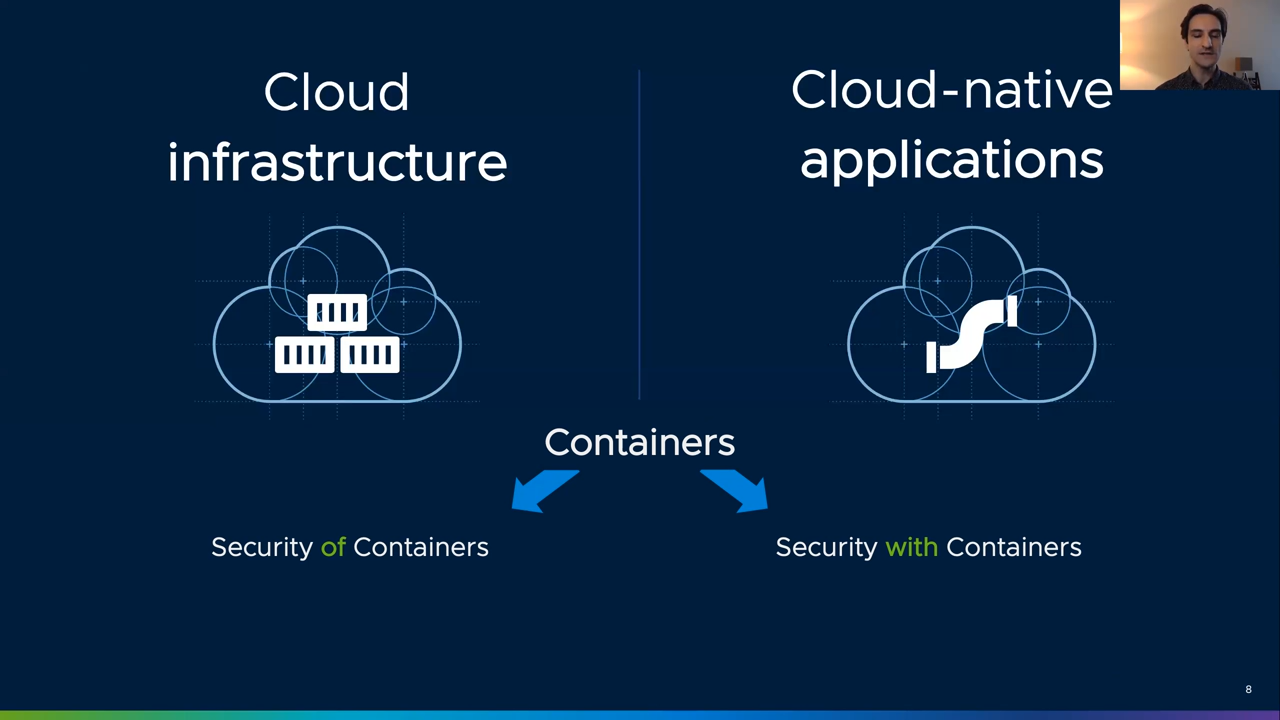 Cloud
infrastructure
Cloud-native
applications
Containers
Security of Containers
Security with Containers
8